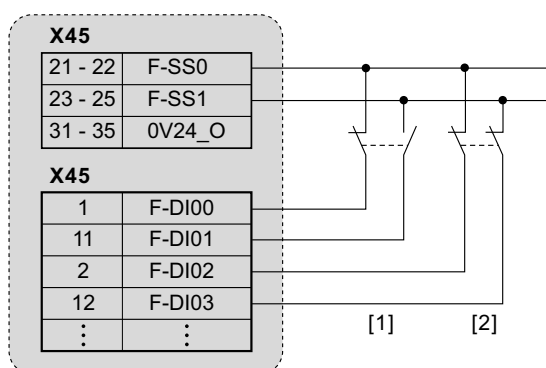 X45
21 - 22 F-SS0
23 - 25 F-SS1
31 - 35 0V24_O
X45
1 F-DI00
11 F-DI01
2 F-DI02
12 F-DI03
⋮ ⋮
[1] [2]